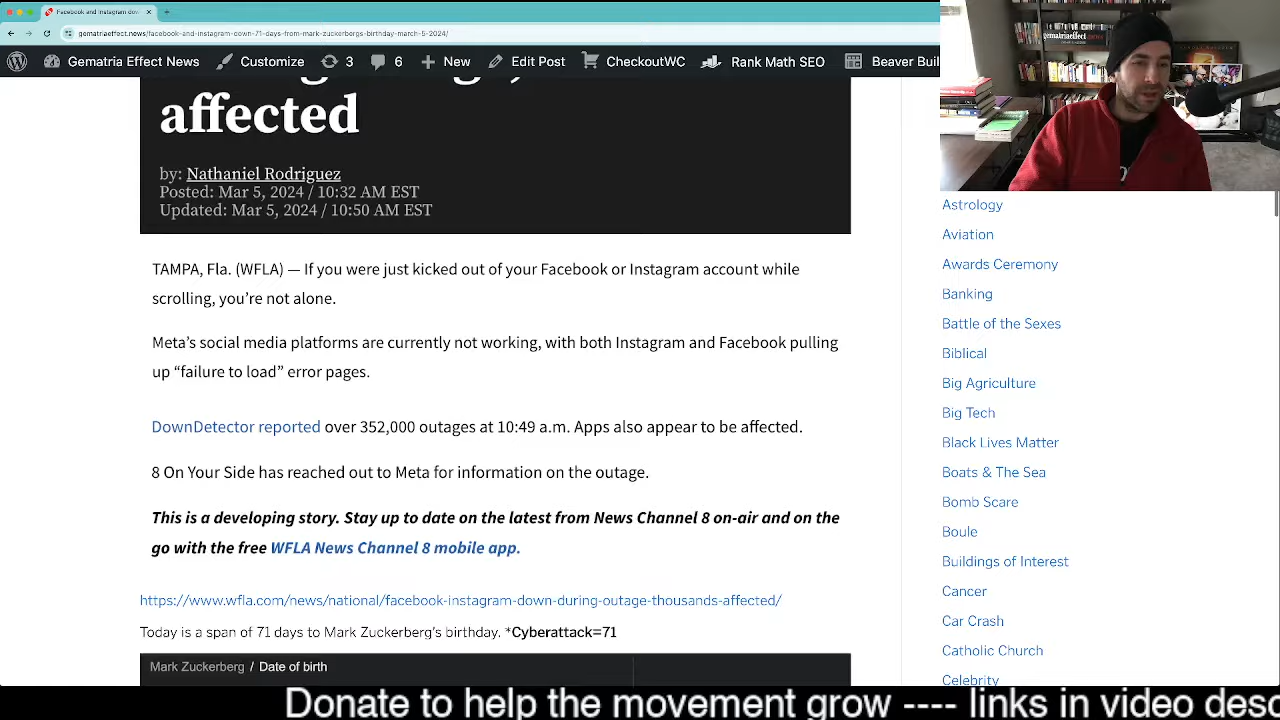 Facebook and Instagram dow
gematriaeffect.news/facebook-and-instagram-down-71-days-from-mark-zuckerbergs-birthday-march-5-2024/
Gematria Effect News Customize 3 6 New Edit Post CheckoutWC Rank Math SEO Beaver Bui
affected
by: Nathaniel Rodriguez
Posted: Mar 5, 2024 / 10:32 AM EST
Updated: Mar 5, 2024 / 10:50 AM EST
TAMPA, Fla. (WFLA) — If you were just kicked out of your Facebook or Instagram account while
scrolling, you’re not alone.
Meta’s social media platforms are currently not working, with both Instagram and Facebook pulling
up “failure to load” error pages.
DownDetector reported over 352,000 outages at 10:49 a.m. Apps also appear to be affected.
8 On Your Side has reached out to Meta for information on the outage.
This is a developing story. Stay up to date on the latest from News Channel 8 on-air and on the
go with the free WFLA News Channel 8 mobile app.
https://www.wfla.com/news/national/facebook-instagram-down-during-outage-thousands-affected/
Today is a span of 71 days to Mark Zuckerberg’s birthday. *Cyberattack=71
Mark Zuckerberg / Date of birth
gematriaeffect.news
Astrology
Aviation
Awards Ceremony
Banking
Battle of the Sexes
Biblical
Big Agriculture
Big Tech
Black Lives Matter
Boats & The Sea
Bomb Scare
Boule
Buildings of Interest
Cancer
Car Crash
Catholic Church
Celebrity
Donate to help the movement grow ---- links in video desc